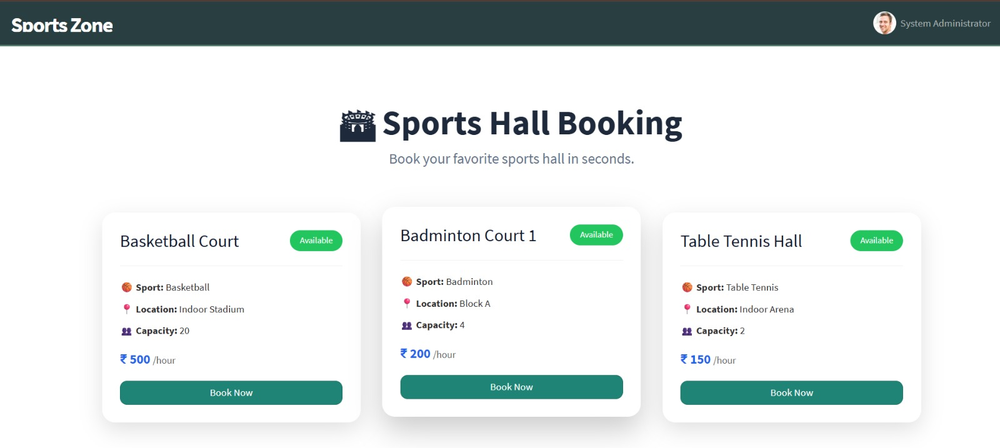 Sports Zone
System Administrator
Sports Hall Booking
Book your favorite sports hall in seconds.
Basketball Court
Available
Sport: Basketball
Location: Indoor Stadium
Capacity: 20
₹ 500 /hour
Book Now
Badminton Court 1
Available
Sport: Badminton
Location: Block A
Capacity: 4
₹ 200 /hour
Book Now
Table Tennis Hall
Available
Sport: Table Tennis
Location: Indoor Arena
Capacity: 2
₹ 150 /hour
Book Now